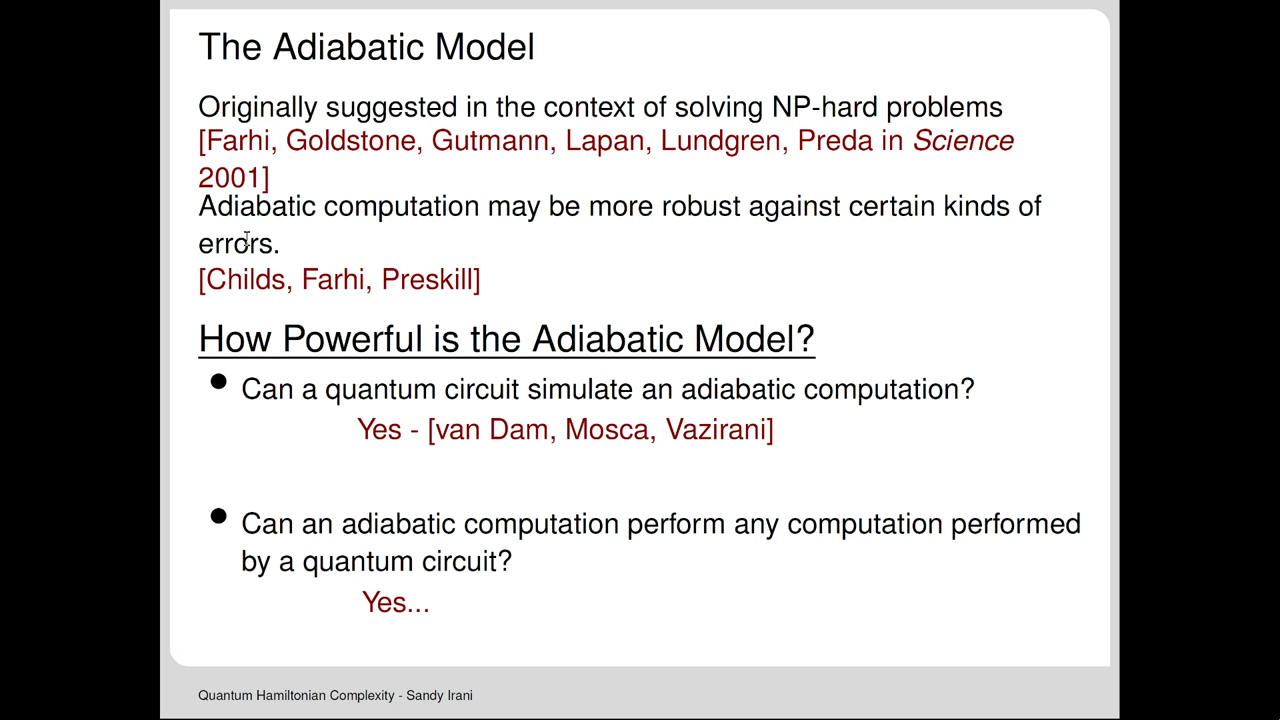 The Adiabatic Model
Originally suggested in the context of solving NP-hard problems
[Farhi, Goldstone, Gutmann, Lapan, Lundgren, Preda in Science
2001]
Adiabatic computation may be more robust against certain kinds of
errors.
[Childs, Farhi, Preskill]
How Powerful is the Adiabatic Model?
• Can a quantum circuit simulate an adiabatic computation?
Yes - [van Dam, Mosca, Vazirani]
• Can an adiabatic computation perform any computation performed
by a quantum circuit?
Yes...
Quantum Hamiltonian Complexity - Sandy Irani